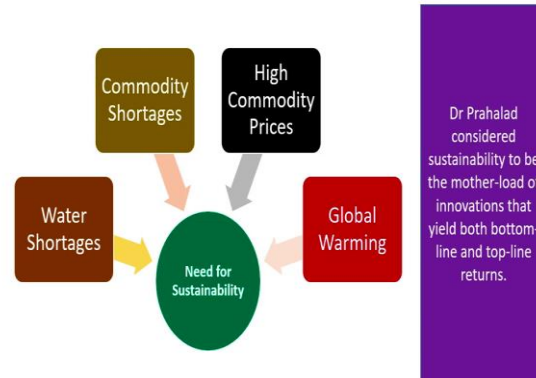 Commodity
Shortages
High
Commodity
Prices
Water
Shortages
Global
Warming
Need for
Sustainability
Dr Prahalad
considered
sustainability to be
the mother-load of
innovations that
yield both bottom-
line and top-line
returns.